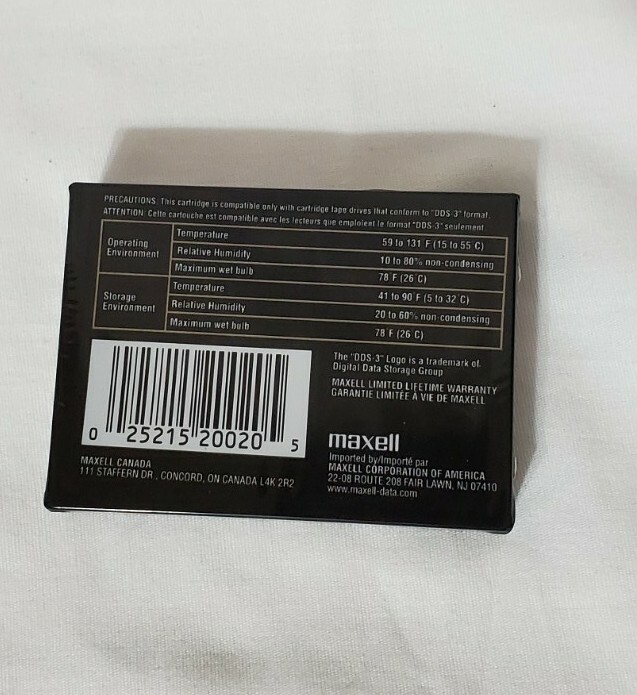 PRECAUTIONS: This cartridge is compatible only with cartridge tape drives that conform to "DDS-3" format.
ATTENTION: Cette cartouche est compatible avec les lecteurs que emploient le format "DDS-3" seulement.
Operating Environment
Temperature 59 to 131 F (15 to 55 C)
Relative Humidity 10 to 80% non-condensing
Maximum wet bulb 78 F (26 C)
Storage Environment
Temperature 41 to 90 F (5 to 32 C)
Relative Humidity 20 to 60% non-condensing
Maximum wet bulb 78 F (26 C)
The "DDS-3" Logo is a trademark of
Digital Data Storage Group
MAXELL LIMITED LIFETIME WARRANTY
GARANTIE LIMITÉE À VIE DE MAXELL
0 25215 20020 5
MAXELL CANADA
111 STAFFERN DR., CONCORD, ON CANADA L4K 2R2
maxell
Imported by/Importé par
MAXELL CORPORATION OF AMERICA
22-08 ROUTE 208 FAIR LAWN, NJ 07410
www.maxell-data.com